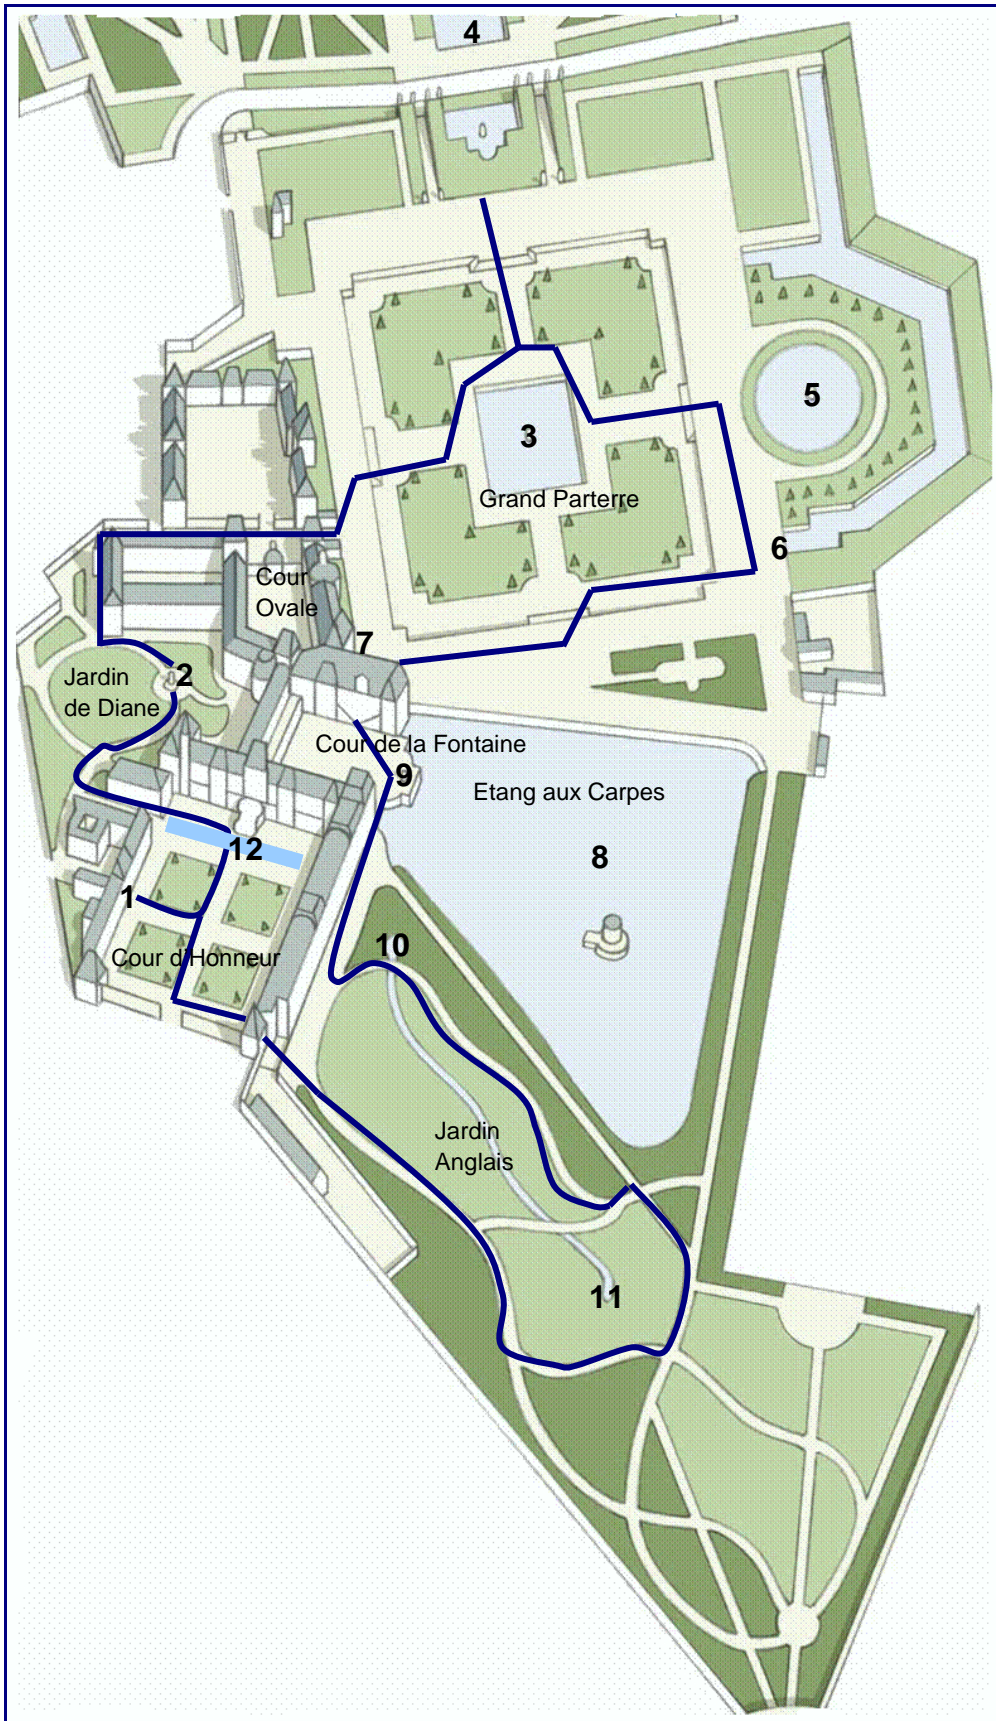 4
5
3
Grand Parterre
6
Cour
Ovale
7
2
Jardin
de Diane
Cour de la Fontaine
9
Etang aux Carpes
12
8
1
10
Cour d'Honneur
Jardin
Anglais
11